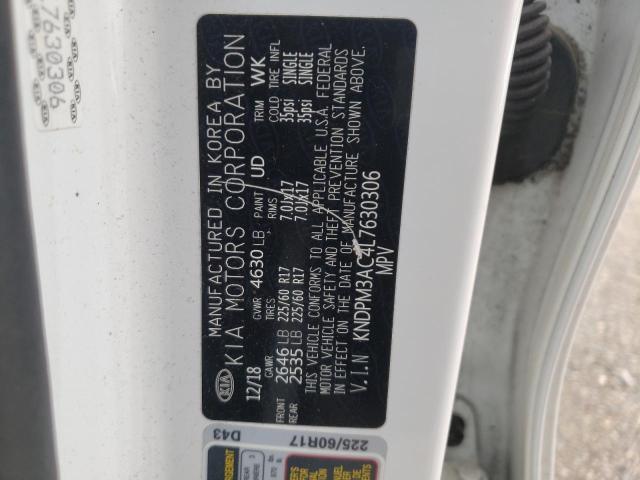 MANUFACTURED IN KOREA BY
KIA KIA MOTORS CORPORATION
12/18 GVWR 4630 LB PAINT UD TRIM WK
GAWR TIRES RIMS COLD TIRE INFL
FRONT 2646 LB 225/60 R17 7.0Jx17 35psi SINGLE
REAR 2535 LB 225/60 R17 7.0Jx17 35psi SINGLE
THIS VEHICLE CONFORMS TO ALL APPLICABLE U.S.A. FEDERAL
MOTOR VEHICLE SAFETY AND THEFT PREVENTION STANDARDS
IN EFFECT ON THE DATE OF MANUFACTURE SHOWN ABOVE.
V.I.N KNDPM3AC4L7630306
MPV
7630306
D43
225/60R17